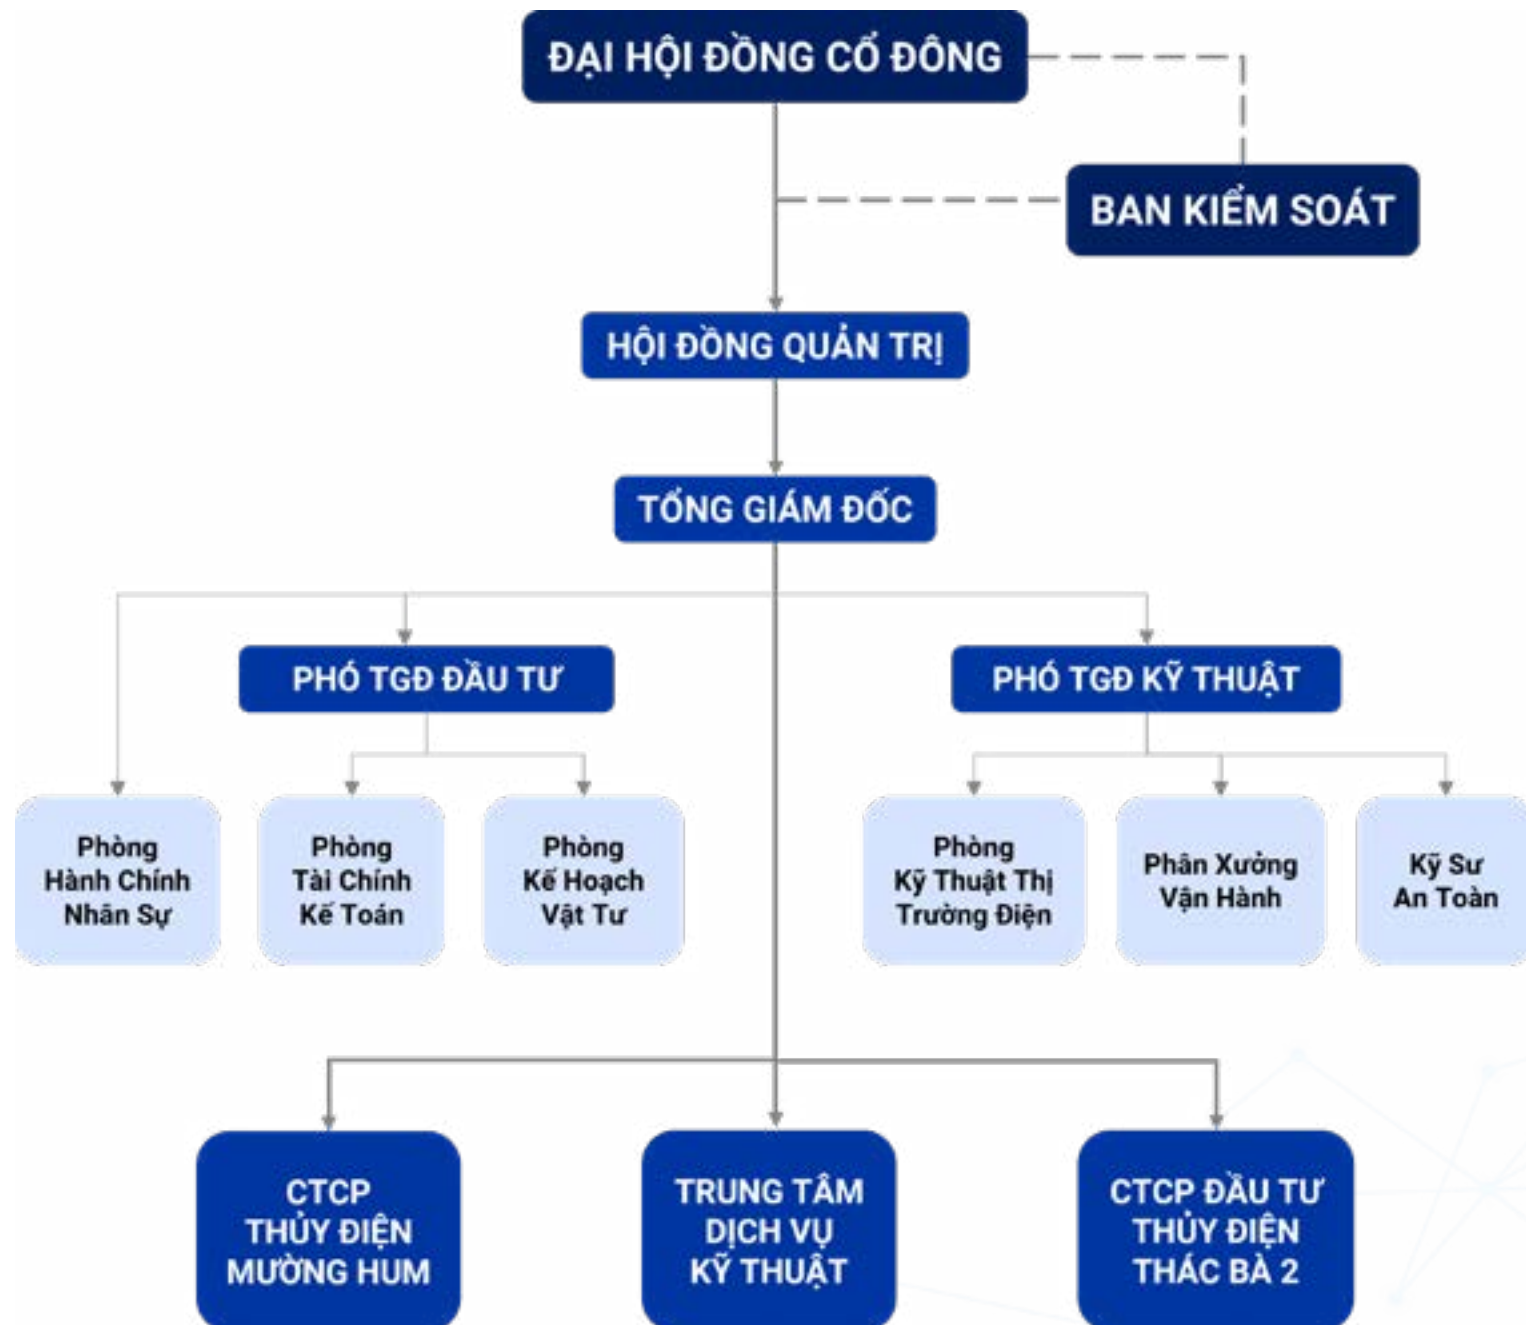 ĐẠI HỘI ĐỒNG CỔ ĐÔNG
BAN KIỂM SOÁT
HỘI ĐỒNG QUẢN TRỊ
TỔNG GIÁM ĐỐC
PHÓ TGĐ ĐẦU TƯ
PHÓ TGĐ KỸ THUẬT
Phòng
Hành Chính
Nhân Sự
Phòng
Tài Chính
Kế Toán
Phòng
Kế Hoạch
Vật Tư
Phòng
Kỹ Thuật Thị
Trường Điện
Phân Xưởng
Vận Hành
Kỹ Sư
An Toàn
CTCP
THỦY ĐIỆN
MƯỜNG HUM
TRUNG TÂM
DỊCH VỤ
KỸ THUẬT
CTCP ĐẦU TƯ
THỦY ĐIỆN
THÁC BÀ 2